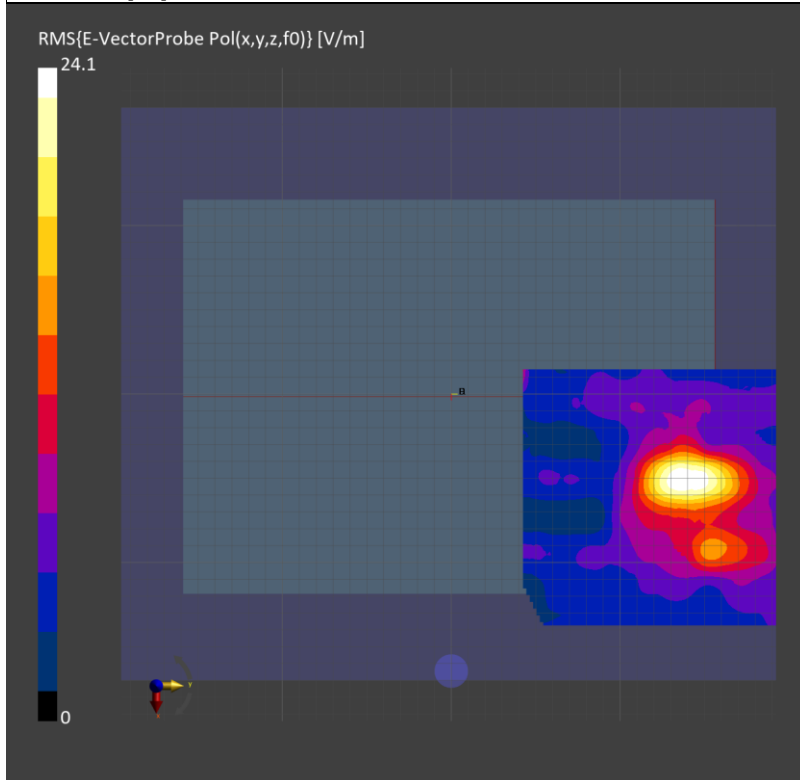 RMS{E-VectorProbe Pol(x,y,z,f0)} [V/m]
24.1
0
Y